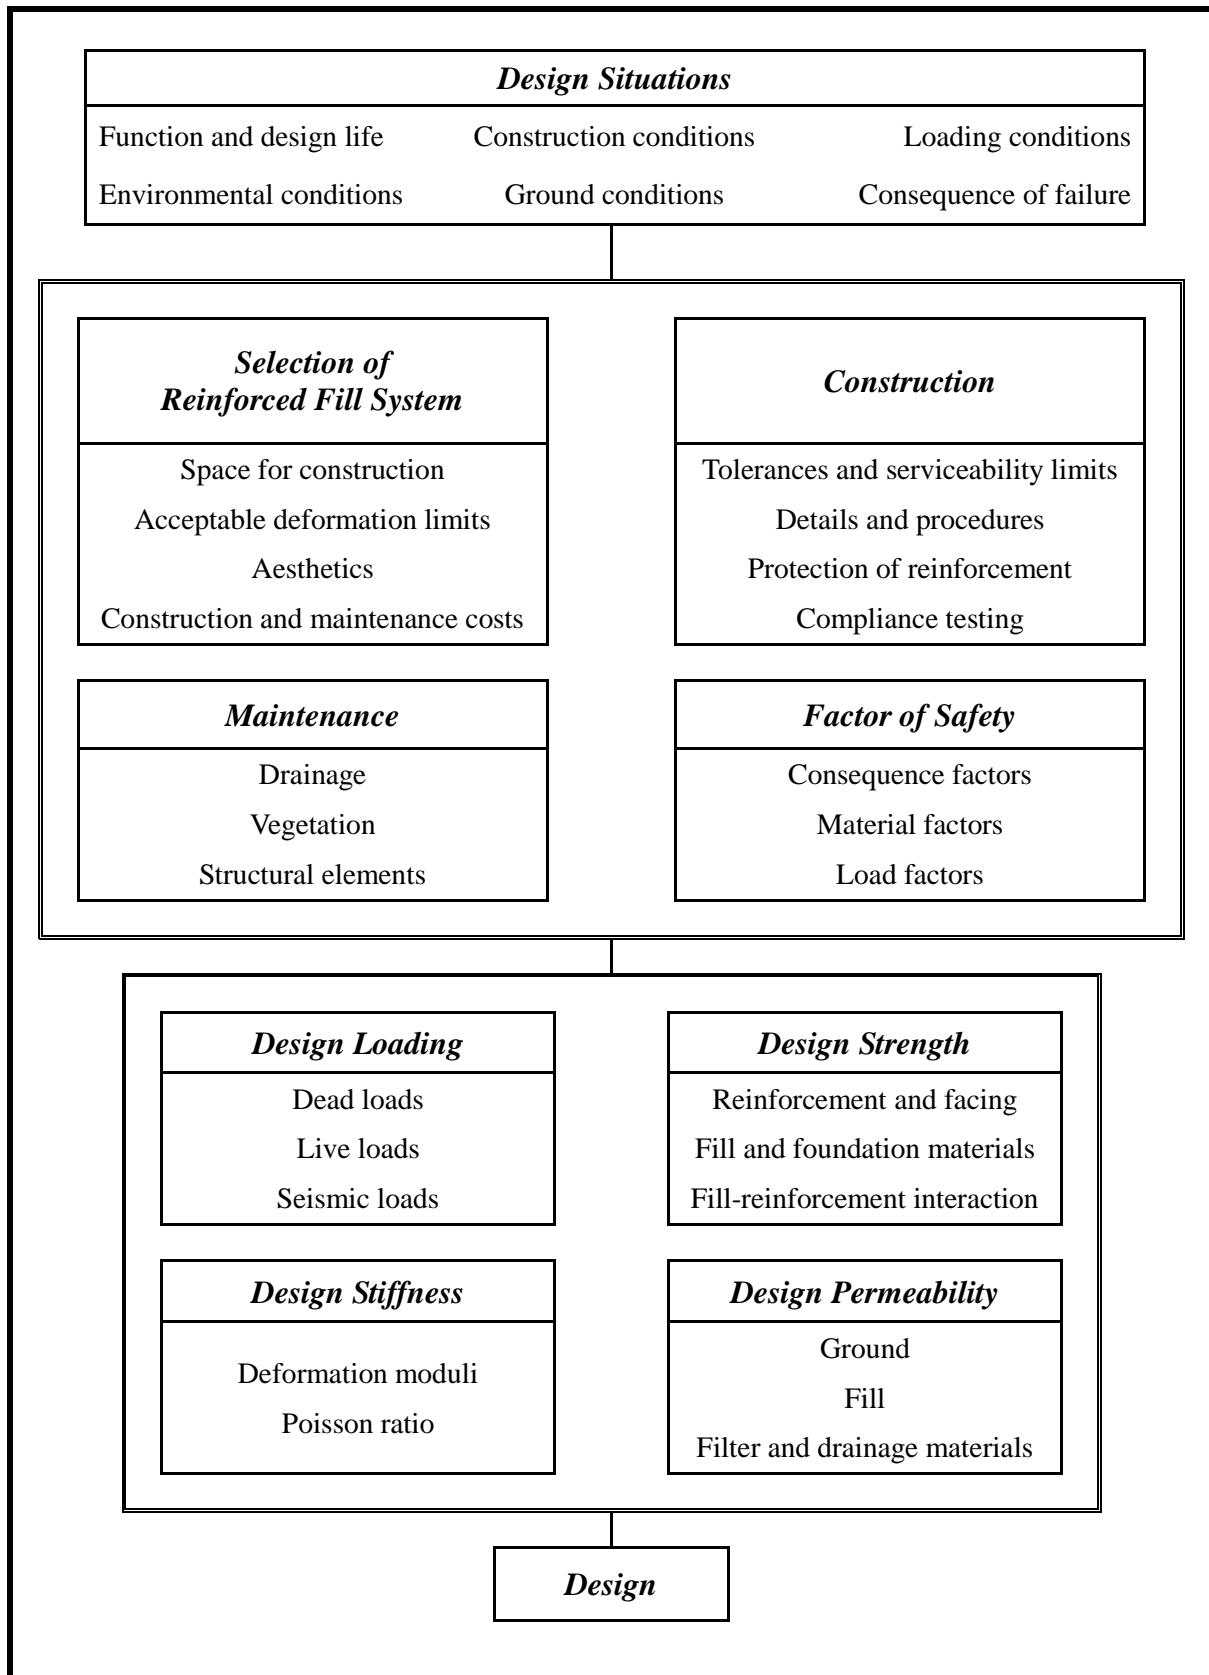 Design Situations
Function and design life Construction conditions Loading conditions
Environmental conditions Ground conditions Consequence of failure
Selection of
Reinforced Fill System
Space for construction
Acceptable deformation limits
Aesthetics
Construction and maintenance costs
Construction
Tolerances and serviceability limits
Details and procedures
Protection of reinforcement
Compliance testing
Maintenance
Drainage
Vegetation
Structural elements
Factor of Safety
Consequence factors
Material factors
Load factors
Design Loading
Dead loads
Live loads
Seismic loads
Design Strength
Reinforcement and facing
Fill and foundation materials
Fill-reinforcement interaction
Design Stiffness
Deformation moduli
Poisson ratio
Design Permeability
Ground
Fill
Filter and drainage materials
Design